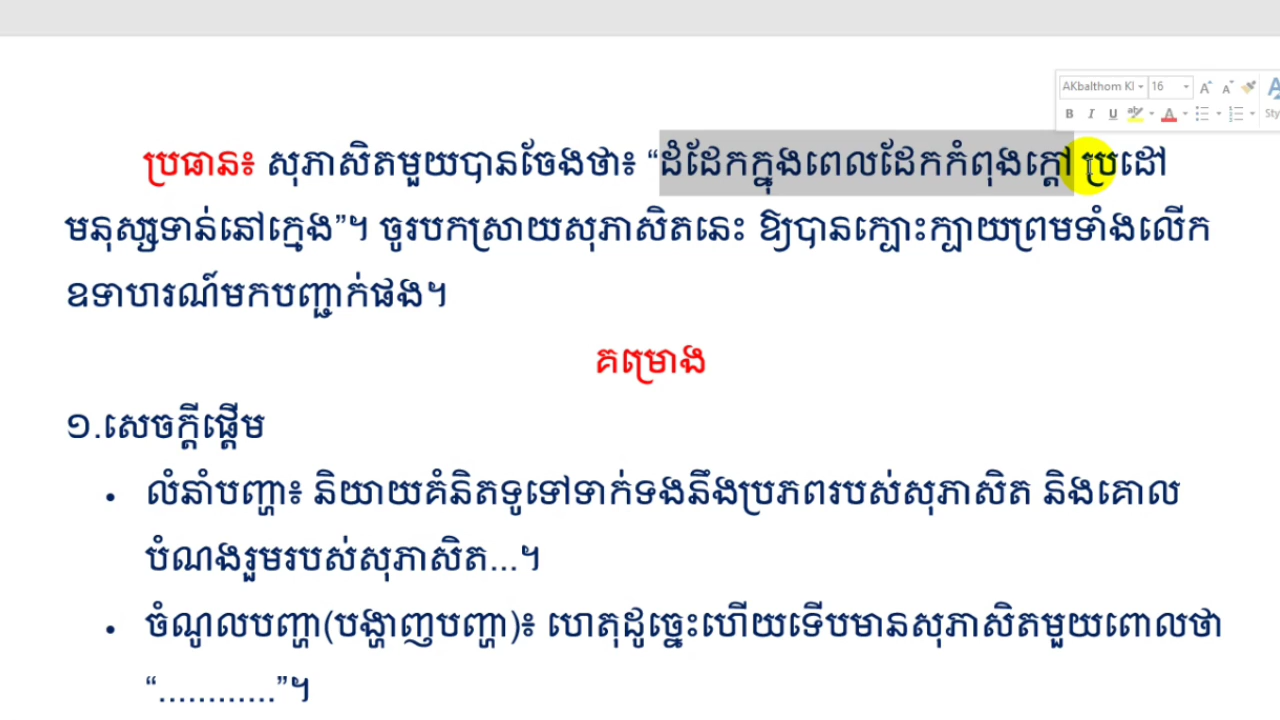 AKbalthom Kl 16
B I U
Sty
ប្រធាន៖ សុភាសិតមួយបានចែងថា៖ “ដំដែកក្នុងពេលដែកកំពុងក្ដៅ ប្រដៅ
មនុស្សទាន់នៅក្មេង”។ ចូរបកស្រាយសុភាសិតនេះ ឱ្យបានក្បោះក្បាយព្រមទាំងលើក
ឧទាហរណ៍មកបញ្ជាក់ផង។
គម្រោង
១.សេចក្ដីផ្ដើម
• លំនាំបញ្ហា៖ និយាយគំនិតទូទៅទាក់ទងនឹងប្រភពរបស់សុភាសិត និងគោល
បំណងរួមរបស់សុភាសិត...។
• ចំណូលបញ្ហា(បង្ហាញបញ្ហា)៖ ហេតុដូច្នេះហើយទើបមានសុភាសិតមួយពោលថា
“............”។